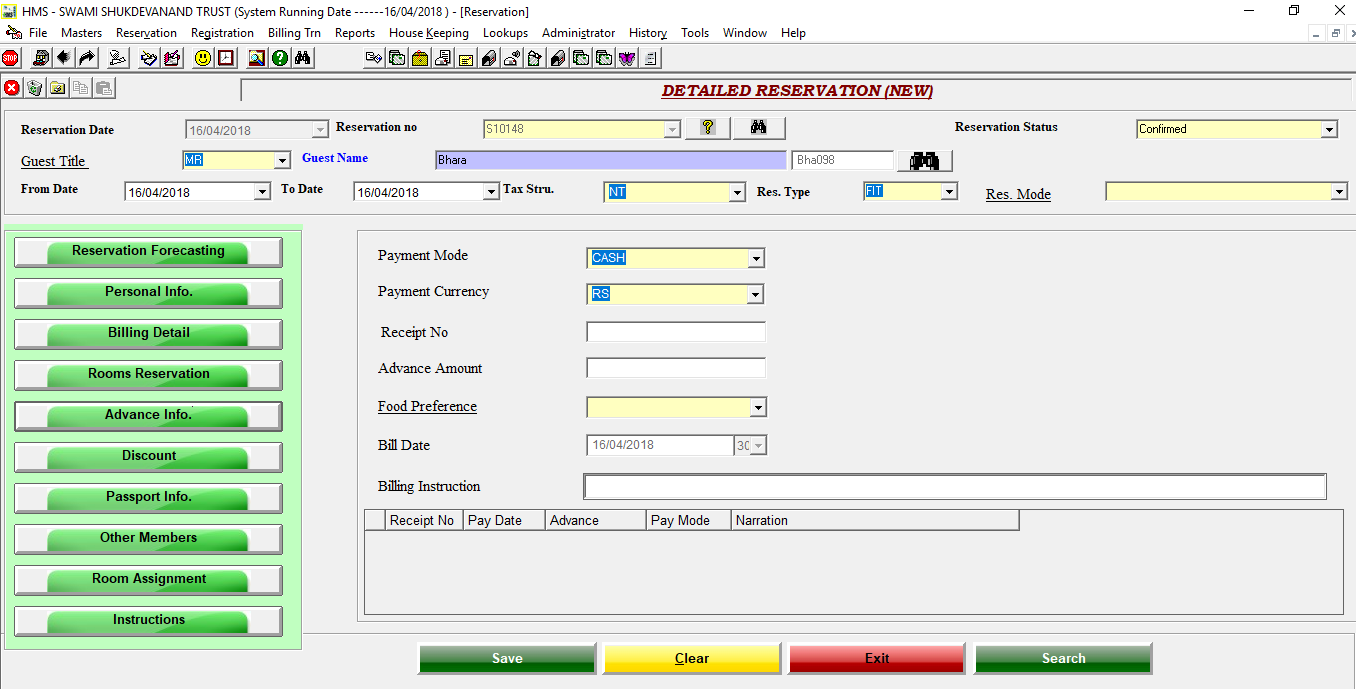 HMS - SWAMI SHUKDEVANAND TRUST (System Running Date ------16/04/2018 ) - [Reservation]
File Masters Reservation Registration Billing Trn Reports House Keeping Lookups Administrator History Tools Window Help
STOP
DETAILED RESERVATION (NEW)
Reservation Date 16/04/2018 Reservation no S10148 ? Reservation Status Confirmed
Guest Title MR Guest Name Bhara Bha098
From Date 16/04/2018 To Date 16/04/2018 Tax Stru. NT Res. Type FIT Res. Mode
Reservation Forecasting
Personal Info.
Billing Detail
Rooms Reservation
Advance Info.
Discount
Passport Info.
Other Members
Room Assignment
Instructions
Payment Mode CASH
Payment Currency RS
Receipt No
Advance Amount
Food Preference
Bill Date 16/04/2018 30
Billing Instruction
Receipt No Pay Date Advance Pay Mode Narration
Save Clear Exit Search